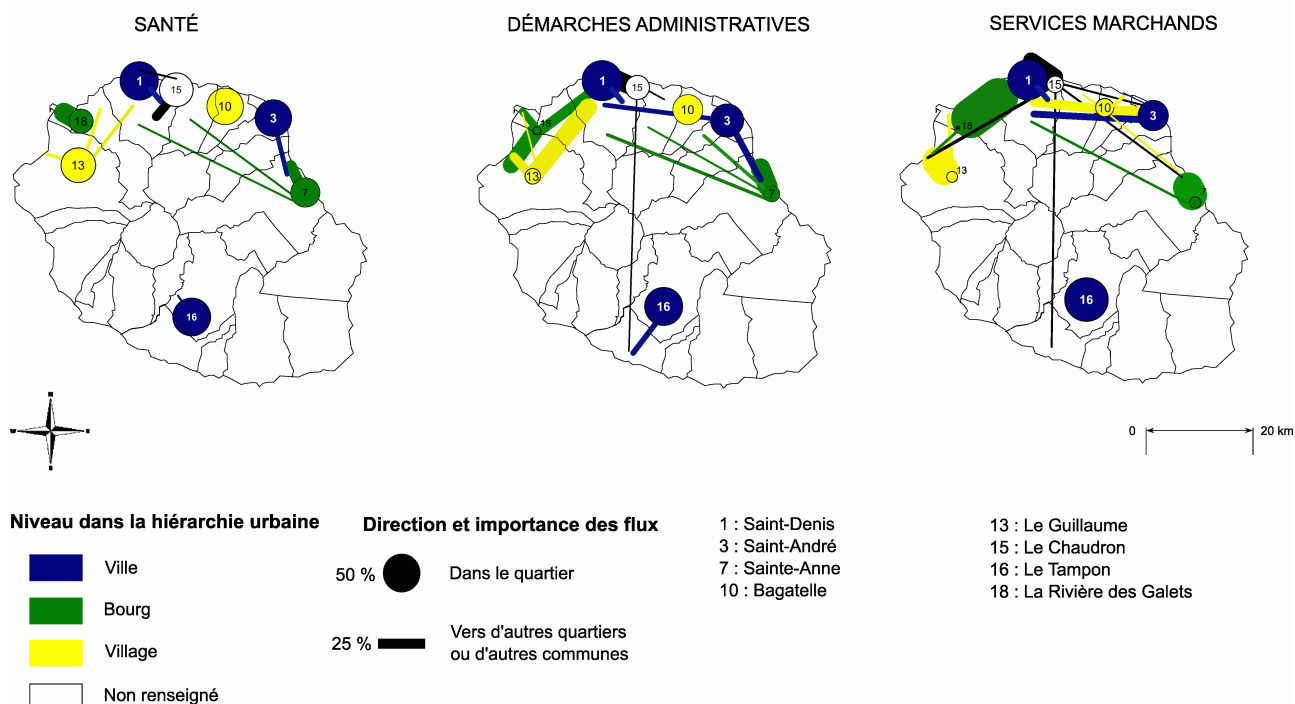 SANTÉ
DÉMARCHES ADMINISTRATIVES
SERVICES MARCHANDS
1
15
10
3
18
13
7
16
1
15
10
3
18
13
7
16
1
15
10
3
18
13
7
16
0 20 km
Niveau dans la hiérarchie urbaine
Ville
Bourg
Village
Non renseigné
Direction et importance des flux
50 % Dans le quartier
25 % Vers d'autres quartiers
ou d'autres communes
1 : Saint-Denis
3 : Saint-André
7 : Sainte-Anne
10 : Bagatelle
13 : Le Guillaume
15 : Le Chaudron
16 : Le Tampon
18 : La Rivière des Galets